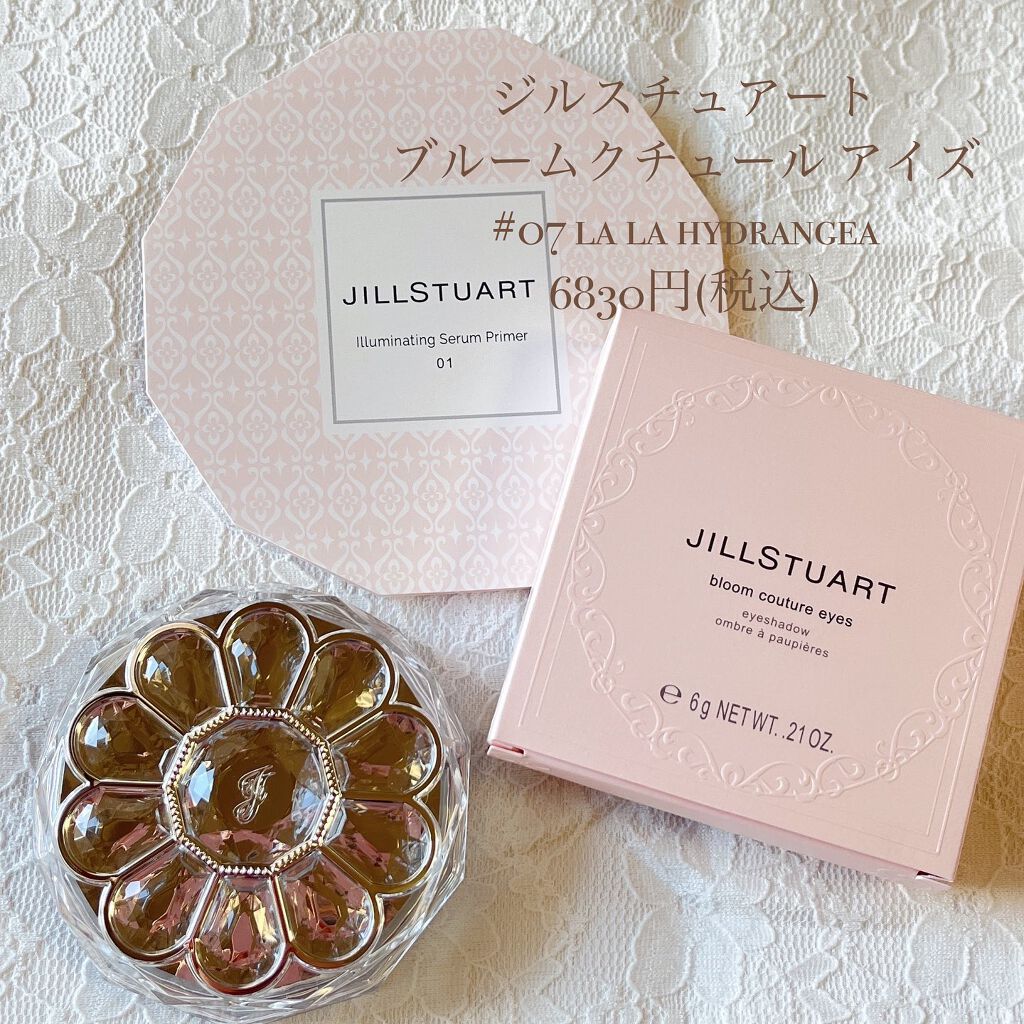 ジルスチュアート
ブルームクチュール アイズ
#07 LA LA HYDRANGEA
6830円(税込)
JILLSTUART
Illuminating Serum Primer
01
JILLSTUART
bloom couture eyes
eyeshadow
ombre à paupières
℮ 6g NETWT. .21 OZ.